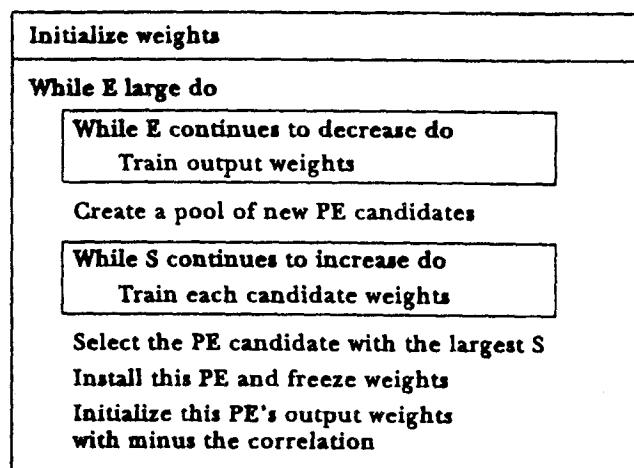 Initialize weights
While E large do
While E continues to decrease do
Train output weights
Create a pool of new PE candidates
While S continues to increase do
Train each candidate weights
Select the PE candidate with the largest S
Install this PE and freeze weights
Initialize this PE's output weights
with minus the correlation